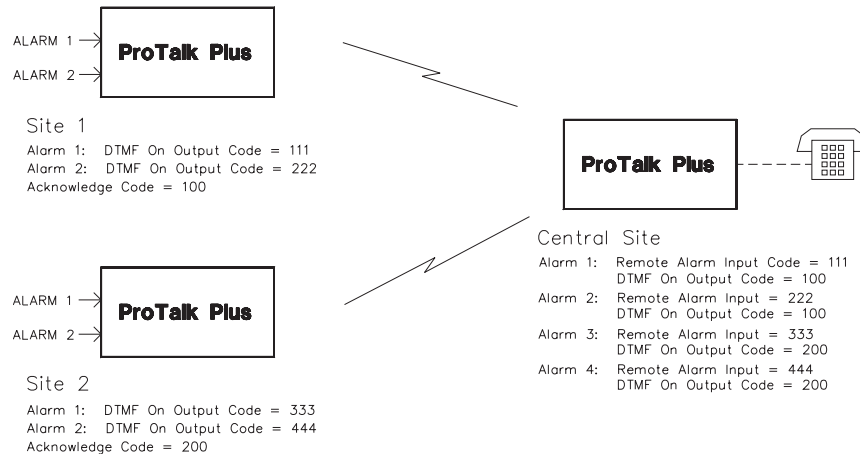 ALARM 1
ALARM 2
ProTalk Plus
Site 1
Alarm 1: DTMF On Output Code = 111
Alarm 2: DTMF On Output Code = 222
Acknowledge Code = 100
ProTalk Plus
Central Site
Alarm 1: Remote Alarm Input Code = 111
DTMF On Output Code = 100
Alarm 2: Remote Alarm Input = 222
DTMF On Output Code = 100
Alarm 3: Remote Alarm Input = 333
DTMF On Output Code = 200
Alarm 4: Remote Alarm Input = 444
DTMF On Output Code = 200
ALARM 1
ALARM 2
ProTalk Plus
Site 2
Alarm 1: DTMF On Output Code = 333
Alarm 2: DTMF On Output Code = 444
Acknowledge Code = 200